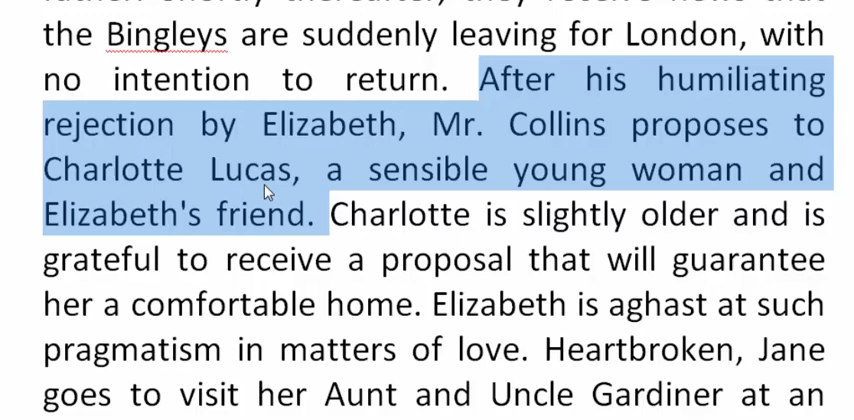 the Bingleys are suddenly leaving for London, with
no intention to return. After his humiliating
rejection by Elizabeth, Mr. Collins proposes to
Charlotte Lucas, a sensible young woman and
Elizabeth's friend. Charlotte is slightly older and is
grateful to receive a proposal that will guarantee
her a comfortable home. Elizabeth is aghast at such
pragmatism in matters of love. Heartbroken, Jane
goes to visit her Aunt and Uncle Gardiner at an